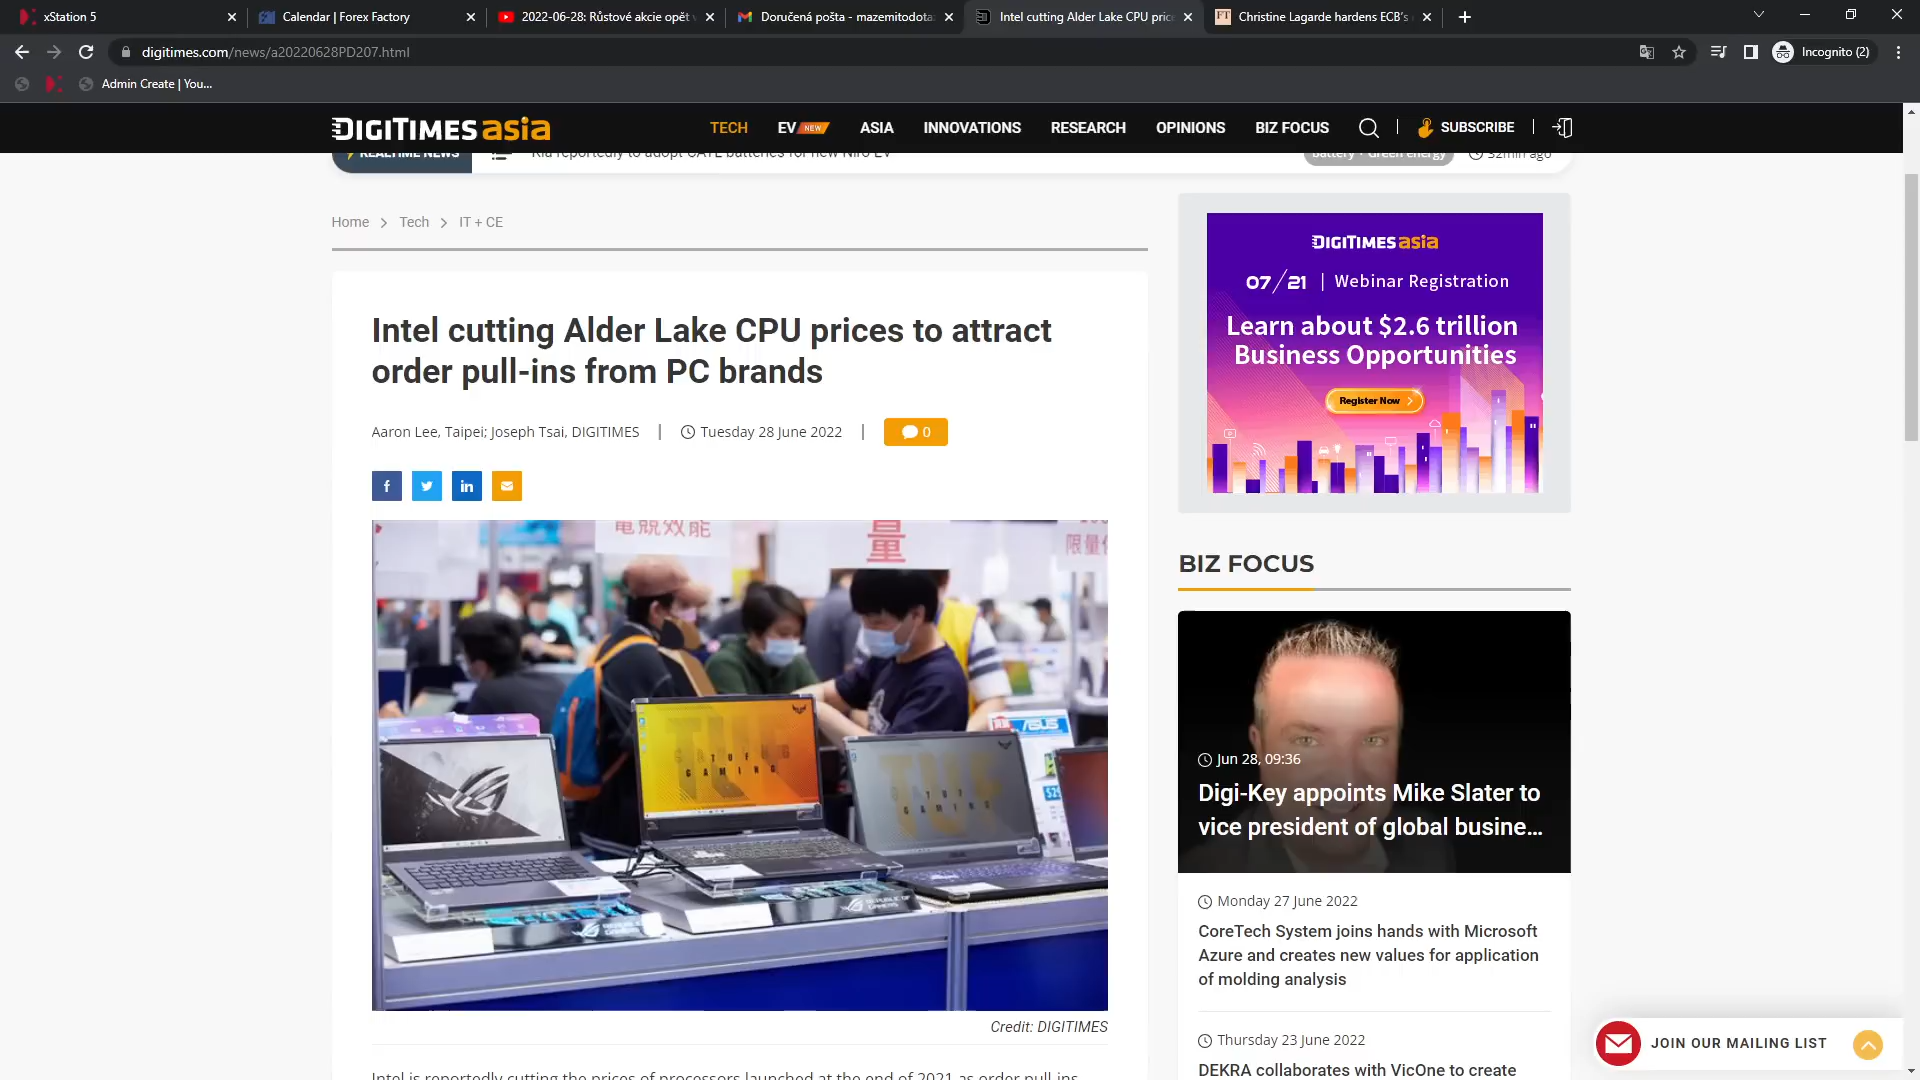 xStation 5
Calendar | Forex Factory
2022-06-28: Růstové akcie opět v
Doručená pošta - mazemitodota
Intel cutting Alder Lake CPU pric
FT
Christine Lagarde hardens ECB's
digitimes.com/news/a20220628PD207.html
Incognito (2)
Admin Create | You...
DIGITIMES asia
TECH
EV NEW
ASIA
INNOVATIONS
RESEARCH
OPINIONS
BIZ FOCUS
SUBSCRIBE
REALTIME NEWS
Kia reportedly to adopt CATL batteries for new Niro EV
Battery + Green energy
32min ago
Home > Tech > IT + CE
Intel cutting Alder Lake CPU prices to attract
order pull-ins from PC brands
Aaron Lee, Taipei; Joseph Tsai, DIGITIMES | Tuesday 28 June 2022 | 0
電競效能
量
限量
ASUS
TUF
GAMING
TUF
GAMING
Credit: DIGITIMES
Intel is reportedly cutting the prices of processors launched at the end of 2021 as order pull-ins
DIGITIMES asia
07/21 | Webinar Registration
Learn about $2.6 trillion
Business Opportunities
Register Now >
BIZ FOCUS
Jun 28, 09:36
Digi-Key appoints Mike Slater to
vice president of global busine...
Monday 27 June 2022
CoreTech System joins hands with Microsoft
Azure and creates new values for application
of molding analysis
Thursday 23 June 2022
DEKRA collaborates with VicOne to create
JOIN OUR MAILING LIST